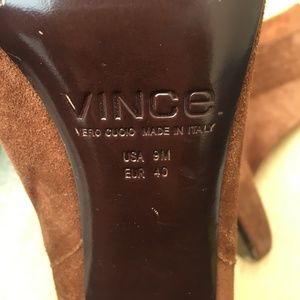 VINCe
VERO CUOIO MADE IN ITALY
USA 9M
EUR 40